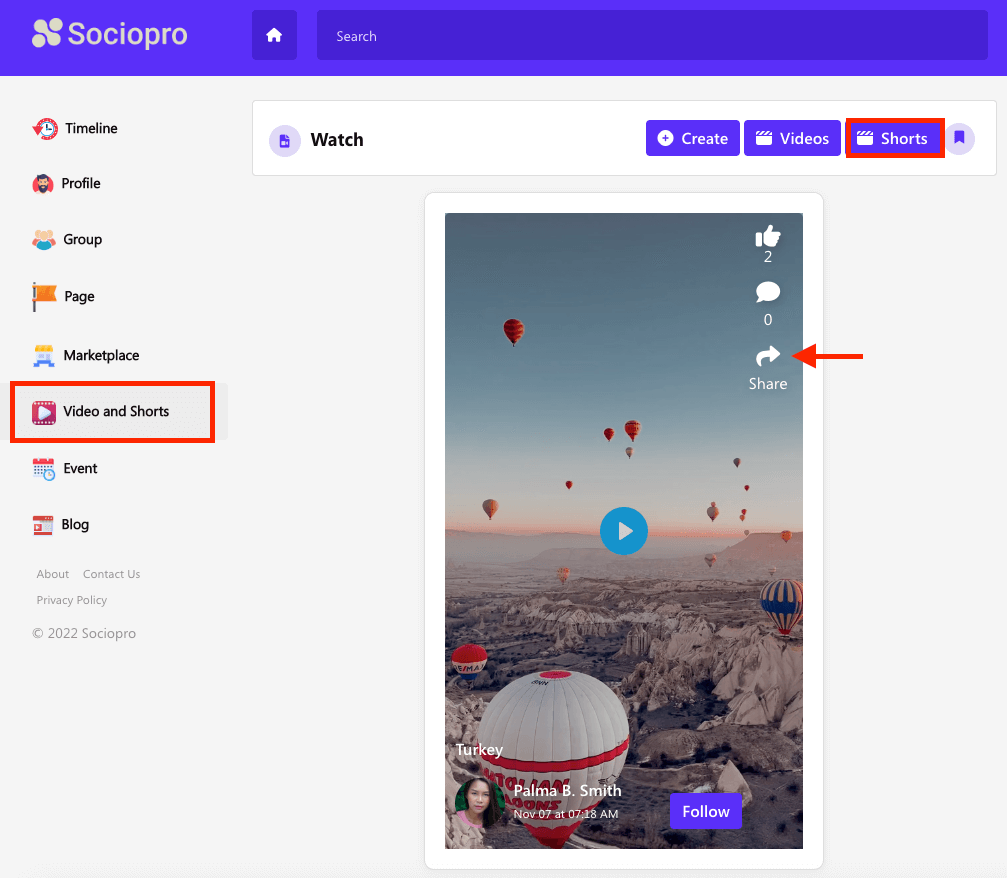 Sociopro
Search
Timeline
Profile
Group
Page
Marketplace
Video and Shorts
Event
Blog
About Contact Us
Privacy Policy
© 2022 Sociopro
Watch
Create Videos Shorts
2
0
Share
Turkey
Palma B. Smith
Nov 07 at 07:18 AM
Follow